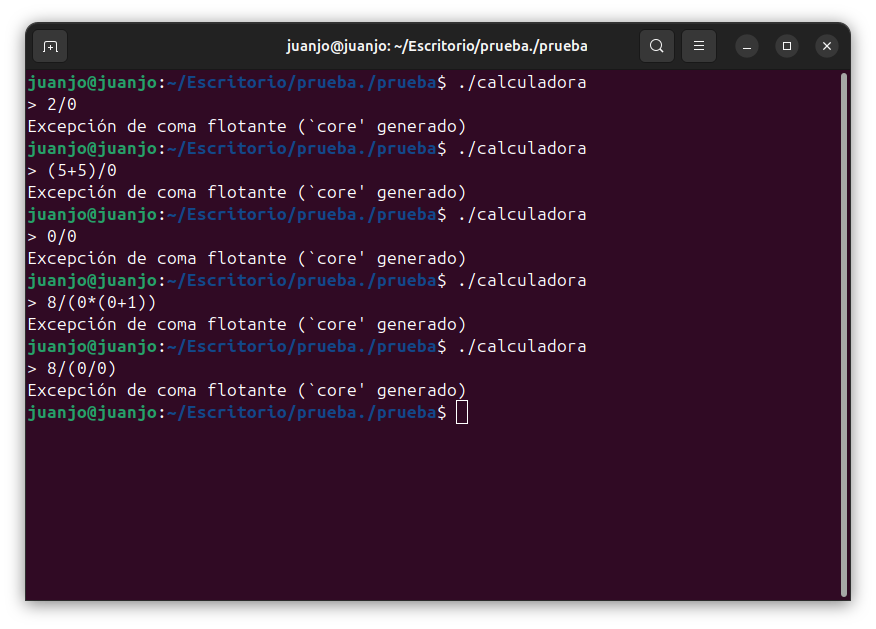 juanjo@juanjo: ~/Escritorio/prueba./prueba
juanjo@juanjo:~/Escritorio/prueba./prueba$ ./calculadora
> 2/0
Excepción de coma flotante (`core' generado)
juanjo@juanjo:~/Escritorio/prueba./prueba$ ./calculadora
> (5+5)/0
Excepción de coma flotante (`core' generado)
juanjo@juanjo:~/Escritorio/prueba./prueba$ ./calculadora
> 0/0
Excepción de coma flotante (`core' generado)
juanjo@juanjo:~/Escritorio/prueba./prueba$ ./calculadora
> 8/(0*(0+1))
Excepción de coma flotante (`core' generado)
juanjo@juanjo:~/Escritorio/prueba./prueba$ ./calculadora
> 8/(0/0)
Excepción de coma flotante (`core' generado)
juanjo@juanjo:~/Escritorio/prueba./prueba$